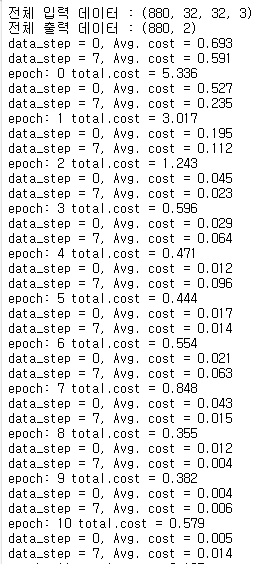 전체 입력 데이터 : (880, 32, 32, 3)
전체 출력 데이터 : (880, 2)
data_step = 0, Avg. cost = 0.693
data_step = 7, Avg. cost = 0.591
epoch: 0 total.cost = 5.336
data_step = 0, Avg. cost = 0.527
data_step = 7, Avg. cost = 0.235
epoch: 1 total.cost = 3.017
data_step = 0, Avg. cost = 0.195
data_step = 7, Avg. cost = 0.112
epoch: 2 total.cost = 1.243
data_step = 0, Avg. cost = 0.045
data_step = 7, Avg. cost = 0.023
epoch: 3 total.cost = 0.596
data_step = 0, Avg. cost = 0.029
data_step = 7, Avg. cost = 0.064
epoch: 4 total.cost = 0.471
data_step = 0, Avg. cost = 0.012
data_step = 7, Avg. cost = 0.096
epoch: 5 total.cost = 0.444
data_step = 0, Avg. cost = 0.017
data_step = 7, Avg. cost = 0.014
epoch: 6 total.cost = 0.554
data_step = 0, Avg. cost = 0.021
data_step = 7, Avg. cost = 0.063
epoch: 7 total.cost = 0.848
data_step = 0, Avg. cost = 0.043
data_step = 7, Avg. cost = 0.015
epoch: 8 total.cost = 0.355
data_step = 0, Avg. cost = 0.012
data_step = 7, Avg. cost = 0.004
epoch: 9 total.cost = 0.382
data_step = 0, Avg. cost = 0.004
data_step = 7, Avg. cost = 0.006
epoch: 10 total.cost = 0.579
data_step = 0, Avg. cost = 0.005
data_step = 7, Avg. cost = 0.014